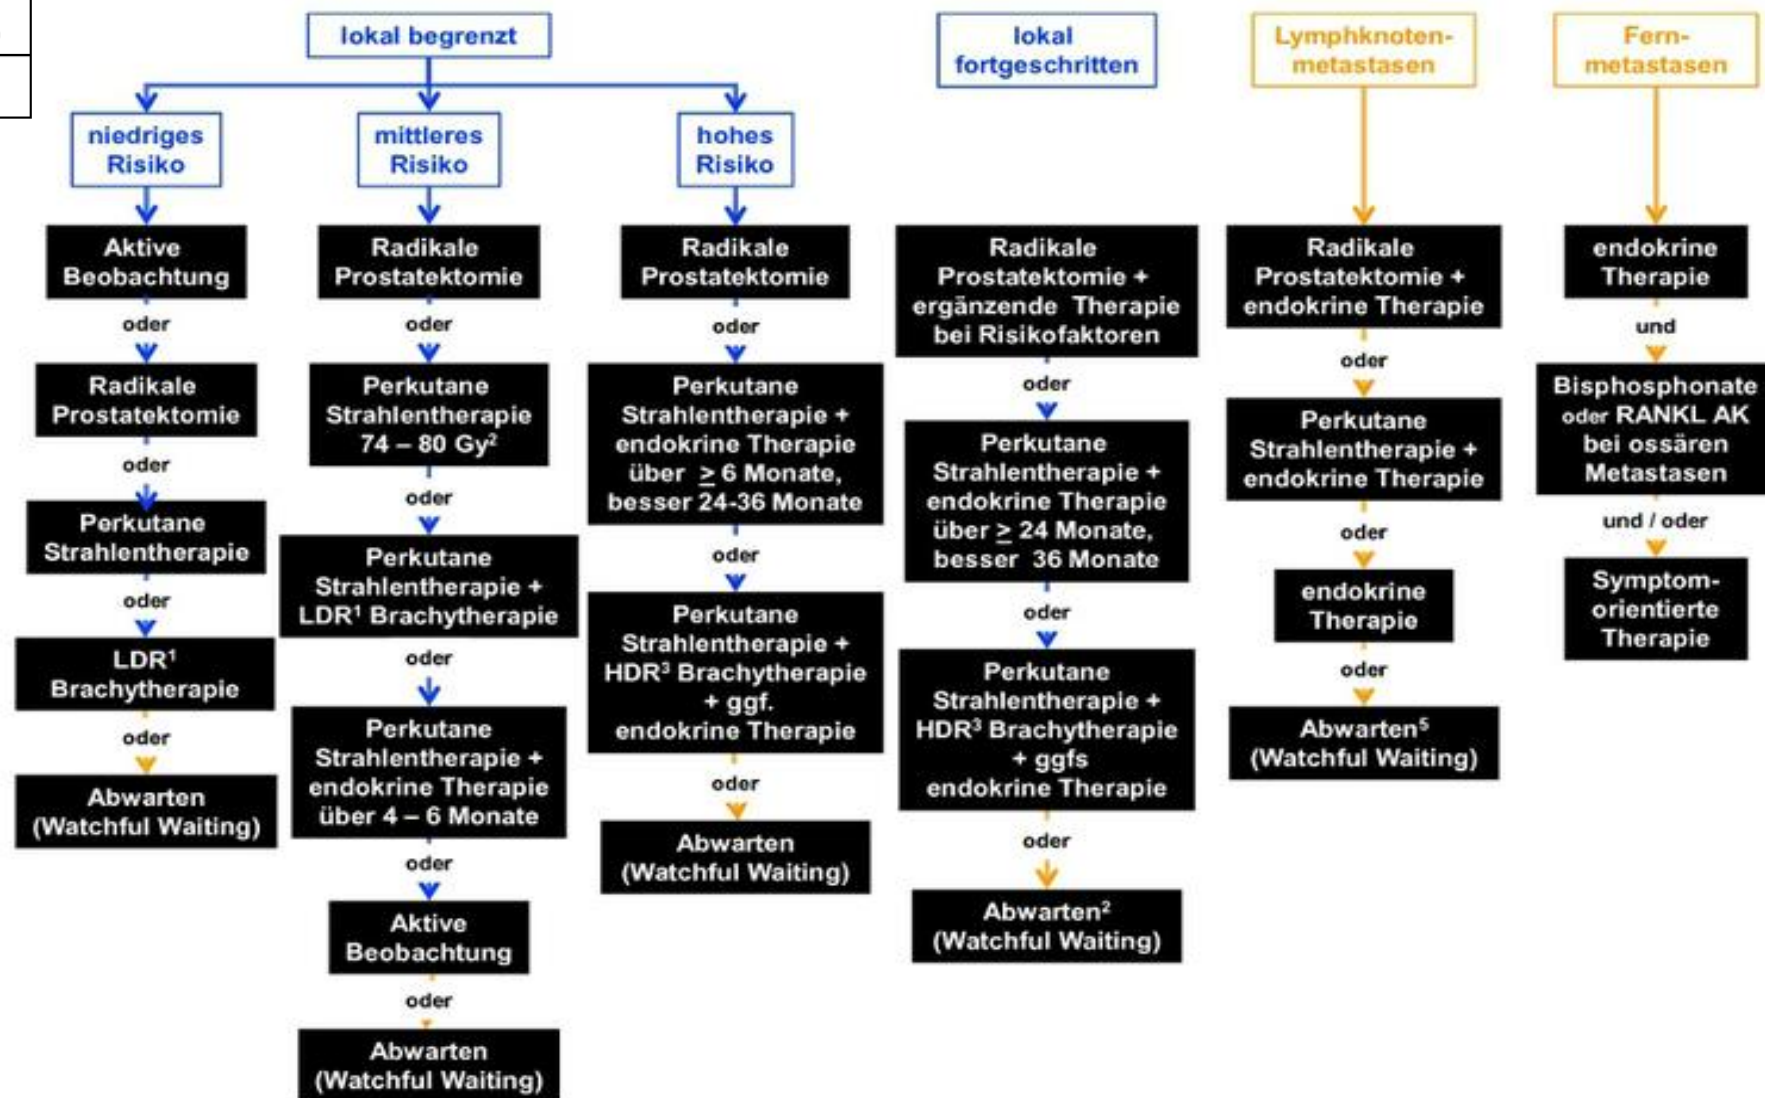 lokal begrenzt
niedriges
Risiko
Aktive
Beobachtung
oder
Radikale
Prostatektomie
oder
Perkutane
Strahlentherapie
oder
LDR¹
Brachytherapie
oder
Abwarten
(Watchful Waiting)
mittleres
Risiko
Radikale
Prostatektomie
oder
Perkutane
Strahlentherapie
74 – 80 Gy²
oder
Perkutane
Strahlentherapie +
LDR¹ Brachytherapie
oder
Perkutane
Strahlentherapie +
endokrine Therapie
über 4 – 6 Monate
oder
Aktive
Beobachtung
oder
Abwarten
(Watchful Waiting)
hohes
Risiko
Radikale
Prostatektomie
oder
Perkutane
Strahlentherapie +
endokrine Therapie
über ≥ 6 Monate,
besser 24-36 Monate
oder
Perkutane
Strahlentherapie +
HDR³ Brachytherapie
+ ggf.
endokrine Therapie
oder
Abwarten
(Watchful Waiting)
lokal
fortgeschritten
Radikale
Prostatektomie +
ergänzende Therapie
bei Risikofaktoren
oder
Perkutane
Strahlentherapie +
endokrine Therapie
über ≥ 24 Monate,
besser 36 Monate
oder
Perkutane
Strahlentherapie +
HDR³ Brachytherapie
+ ggfs
endokrine Therapie
oder
Abwarten²
(Watchful Waiting)
Lymphknoten-
metastasen
Radikale
Prostatektomie +
endokrine Therapie
oder
Perkutane
Strahlentherapie +
endokrine Therapie
oder
endokrine
Therapie
oder
Abwarten⁵
(Watchful Waiting)
Fern-
metastasen
endokrine
Therapie
und
Bisphosphonate
oder RANKL AK
bei ossären
Metastasen
und / oder
Symptom-
orientierte
Therapie